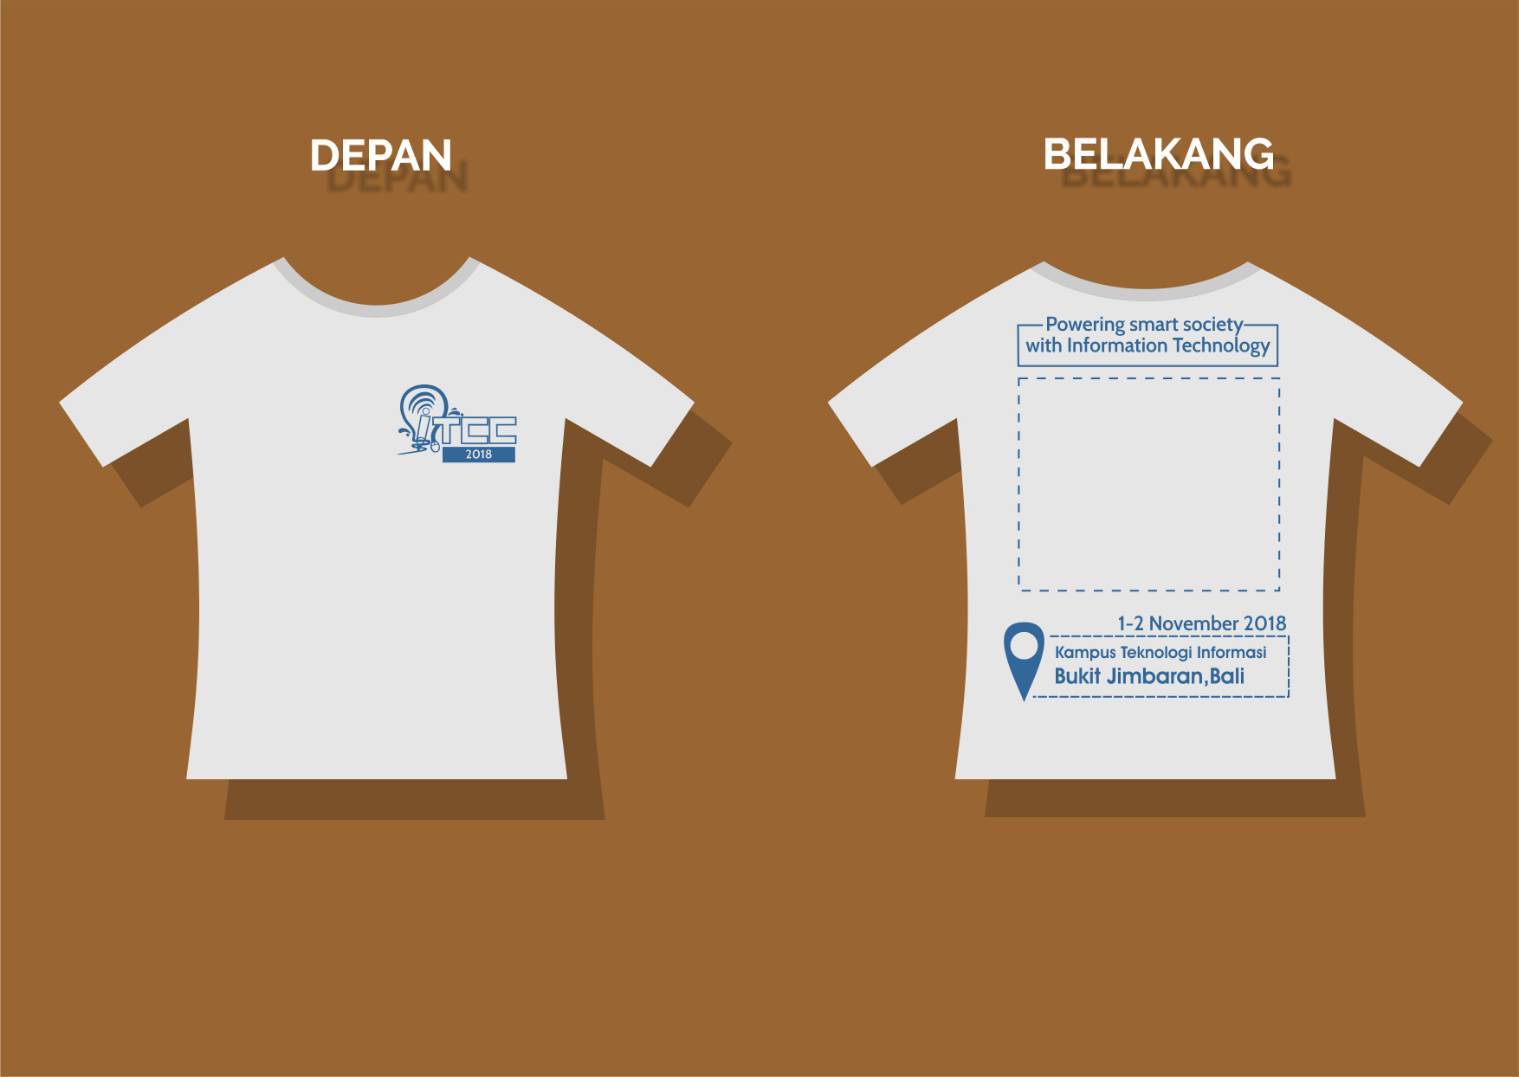 DEPAN
BELAKANG
ITCC
2018
Powering smart society
with Information Technology
1-2 November 2018
Kampus Teknologi Informasi
Bukit Jimbaran,Bali